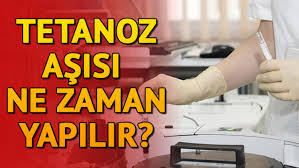 TETANOZ
AŞISI
NE ZAMAN
YAPILIR?